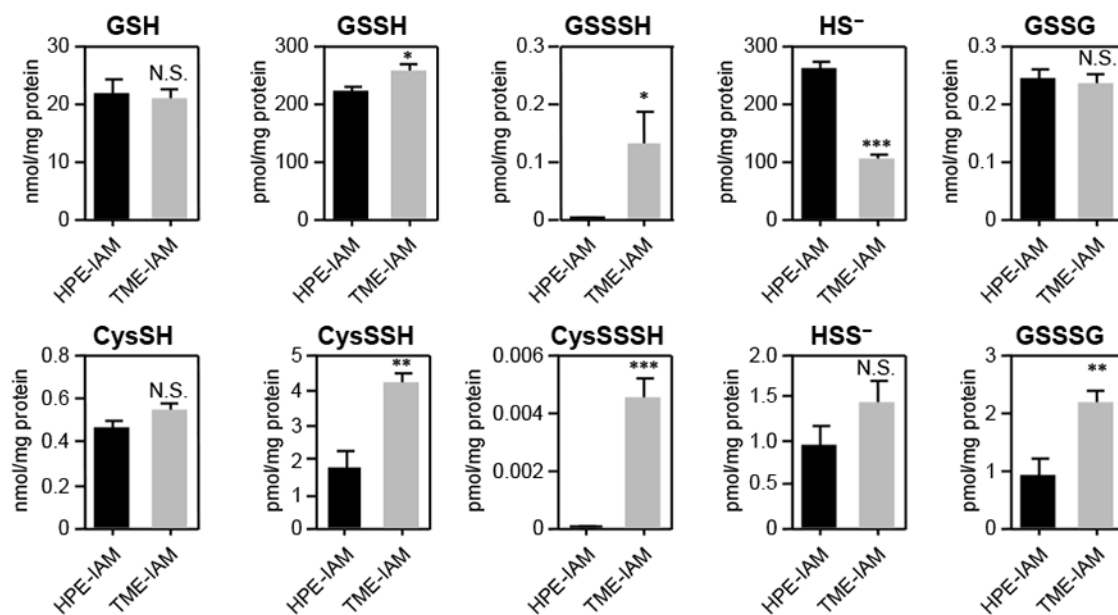 GSH
nmol/mg protein
30
20
10
0
N.S.
HPE-IAM
TME-IAM
GSSH
pmol/mg protein
300
200
100
0
*
HPE-IAM
TME-IAM
GSSSH
pmol/mg protein
0.3
0.2
0.1
0
*
HPE-IAM
TME-IAM
HS⁻
pmol/mg protein
300
200
100
0
***
HPE-IAM
TME-IAM
GSSG
nmol/mg protein
0.3
0.2
0.1
0
N.S.
HPE-IAM
TME-IAM
CysSH
nmol/mg protein
0.8
0.6
0.4
0.2
0
N.S.
HPE-IAM
TME-IAM
CysSSH
pmol/mg protein
5
4
3
2
1
0
**
HPE-IAM
TME-IAM
CysSSSH
pmol/mg protein
0.006
0.004
0.002
0
***
HPE-IAM
TME-IAM
HSS⁻
pmol/mg protein
2.0
1.5
1.0
0.5
0
N.S.
HPE-IAM
TME-IAM
GSSSG
pmol/mg protein
3
2
1
0
**
HPE-IAM
TME-IAM